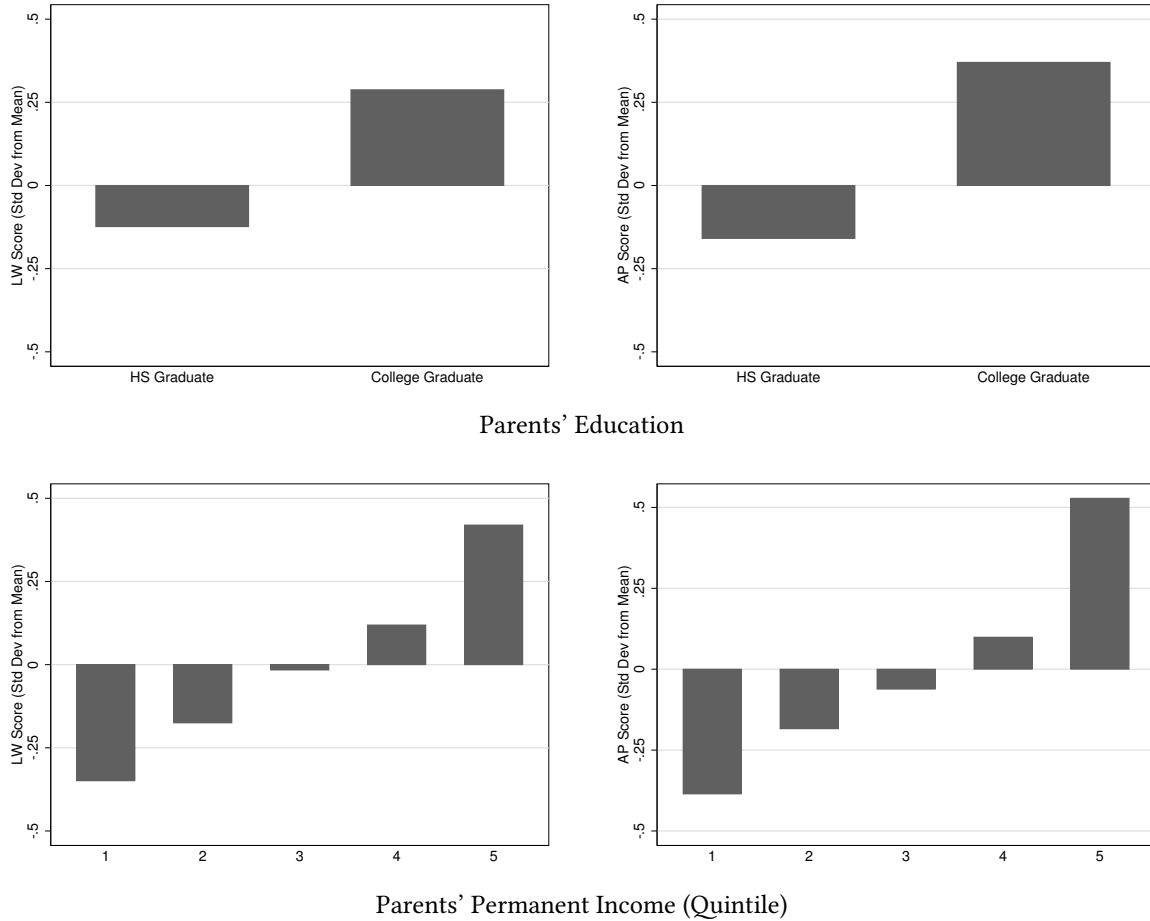 LW Score (Std Dev from Mean)
.5
.25
0
-.25
-.5
HS Graduate College Graduate
AP Score (Std Dev from Mean)
.5
.25
0
-.25
-.5
HS Graduate College Graduate
Parents’ Education
LW Score (Std Dev from Mean)
.5
.25
0
-.25
-.5
1 2 3 4 5
AP Score (Std Dev from Mean)
.5
.25
0
-.25
-.5
1 2 3 4 5
Parents’ Permanent Income (Quintile)